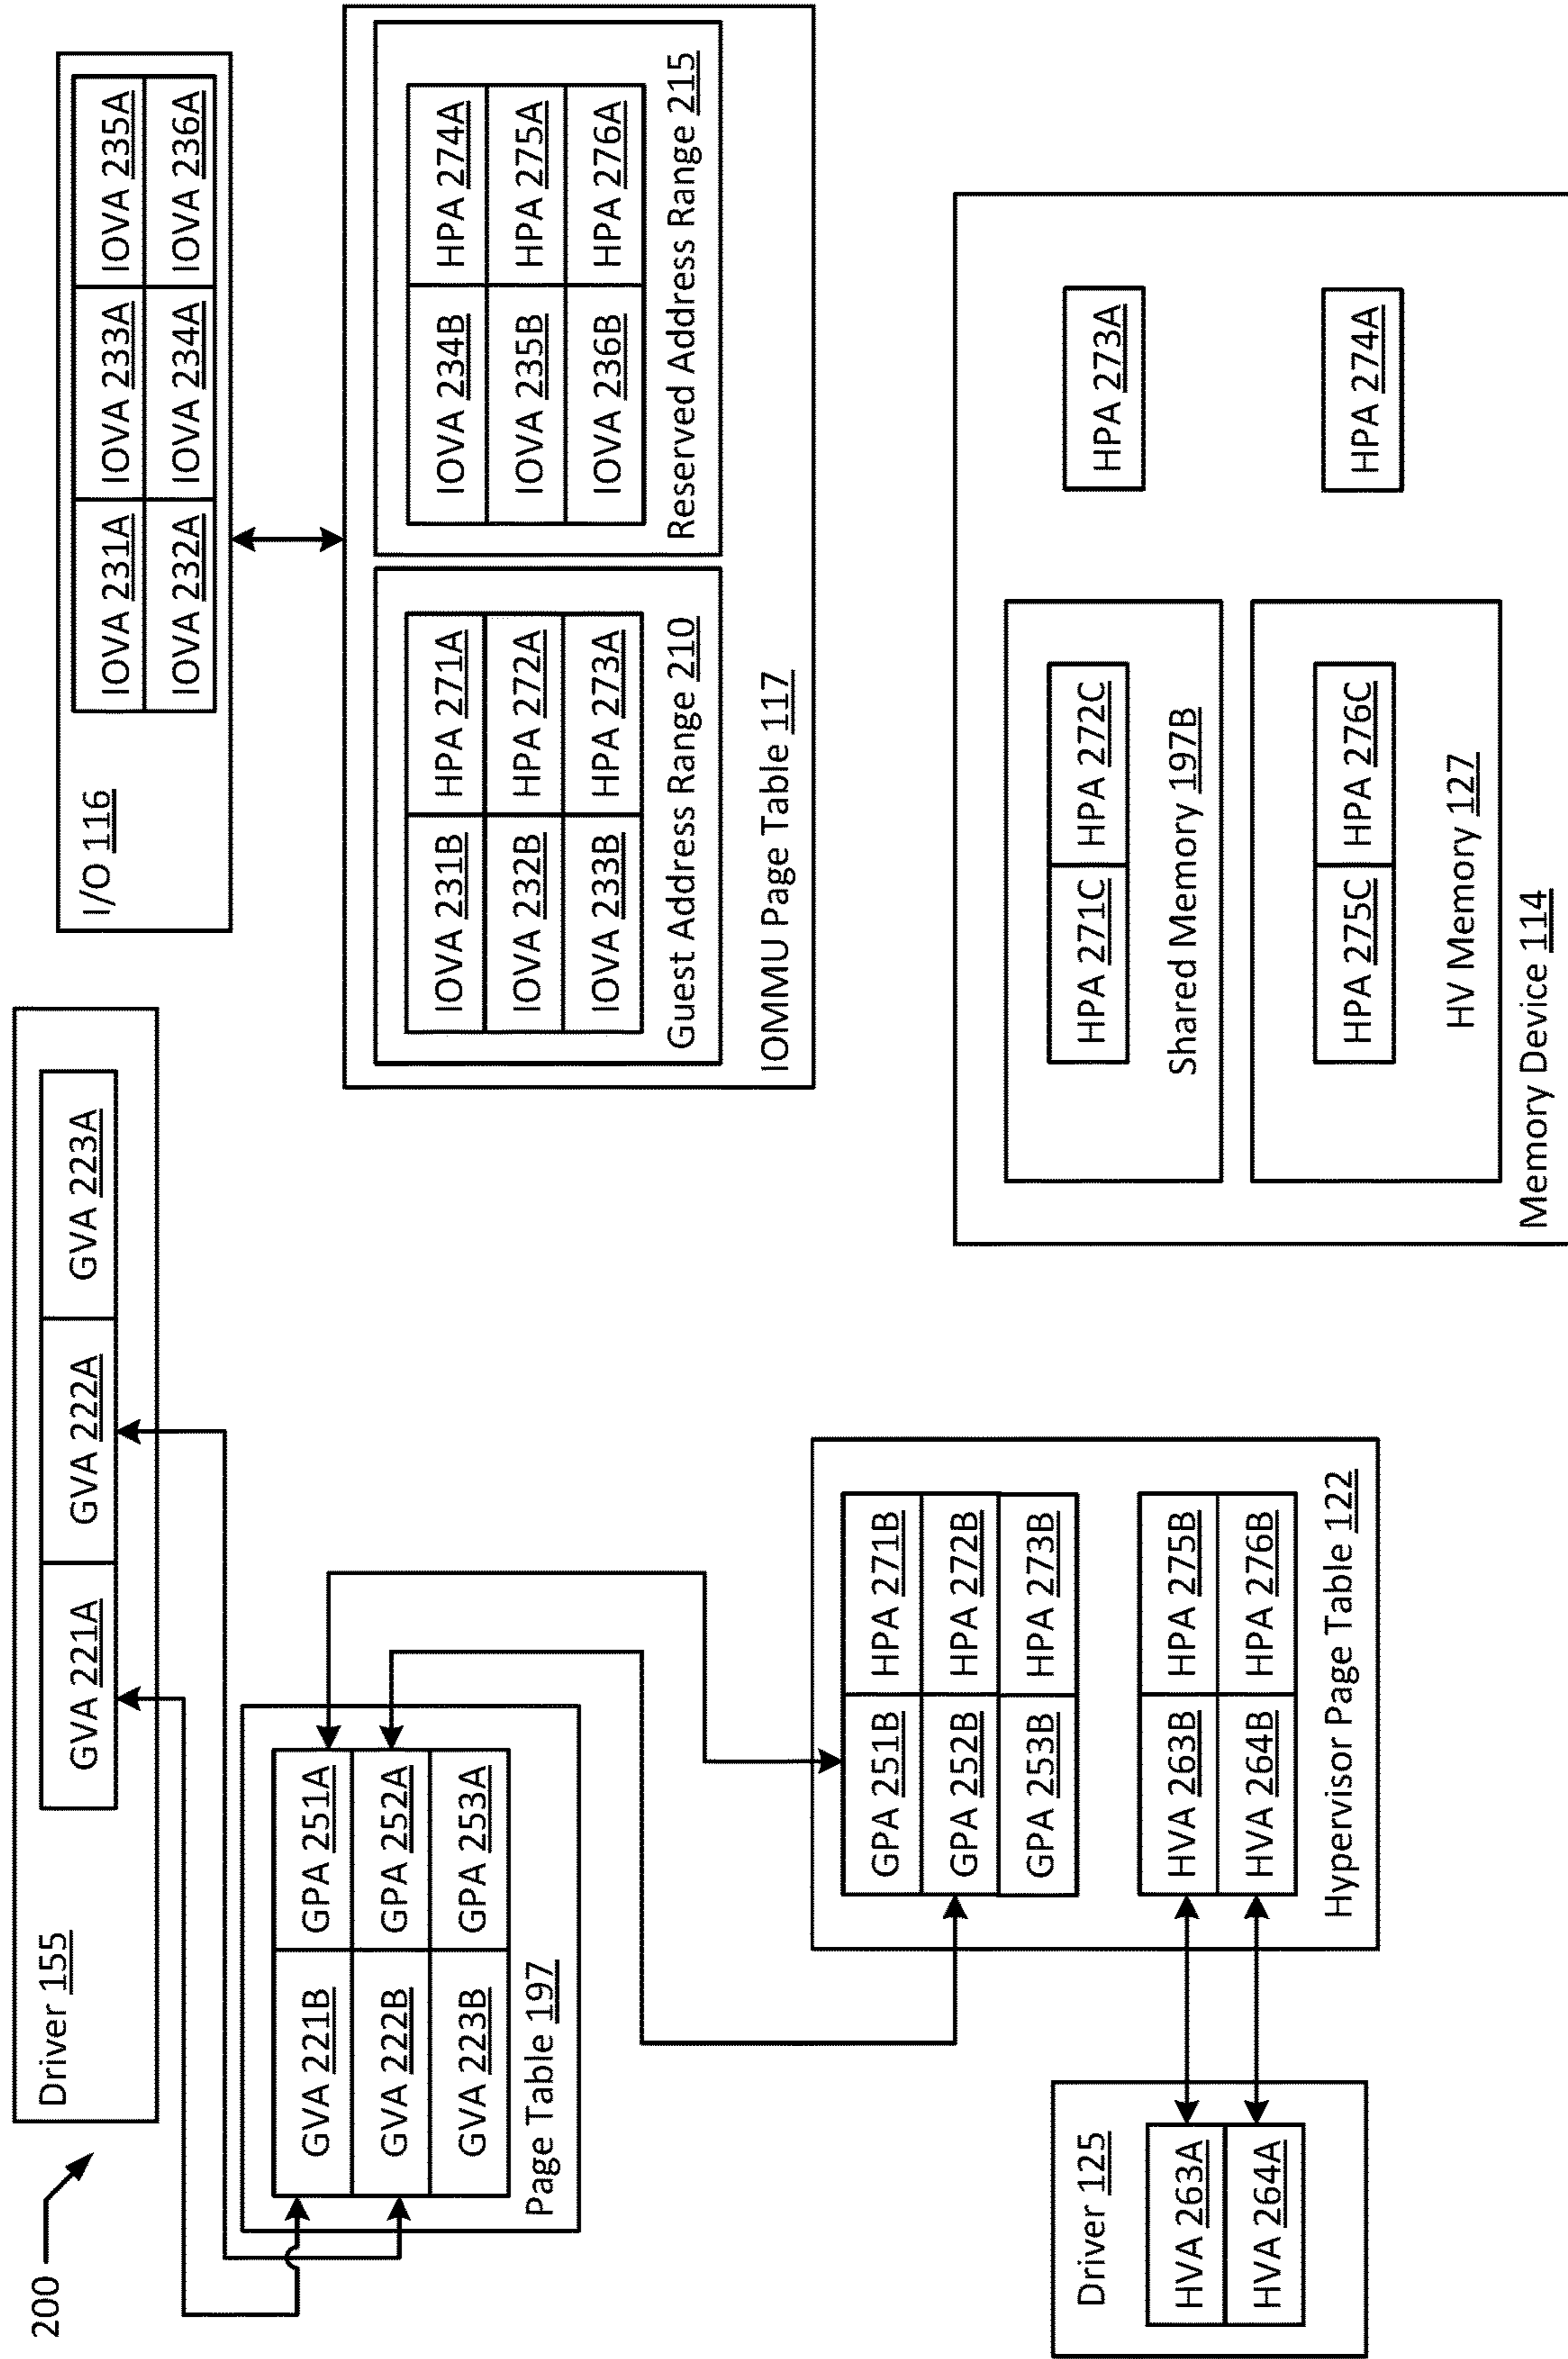 200
Driver 155
GVA 221A GVA 222A GVA 223A
Page Table 197
GVA 221B GPA 251A
GVA 222B GPA 252A
GVA 223B GPA 253A
Driver 125
HVA 263A
HVA 264A
Hypervisor Page Table 122
GPA 251B HPA 271B
GPA 252B HPA 272B
GPA 253B HPA 273B
HVA 263B HPA 275B
HVA 264B HPA 276B
I/O 116
IOVA 231A IOVA 233A IOVA 235A
IOVA 232A IOVA 234A IOVA 236A
IOVA 231B HPA 271A
IOVA 232B HPA 272A
IOVA 233B HPA 273A
Guest Address Range 210
IOVA 234B HPA 274A
IOVA 235B HPA 275A
IOVA 236B HPA 276A
Reserved Address Range 215
IOMMU Page Table 117
HPA 271C HPA 272C
Shared Memory 197B
HPA 273A
HPA 275C HPA 276C
HV Memory 127
HPA 274A
Memory Device 114